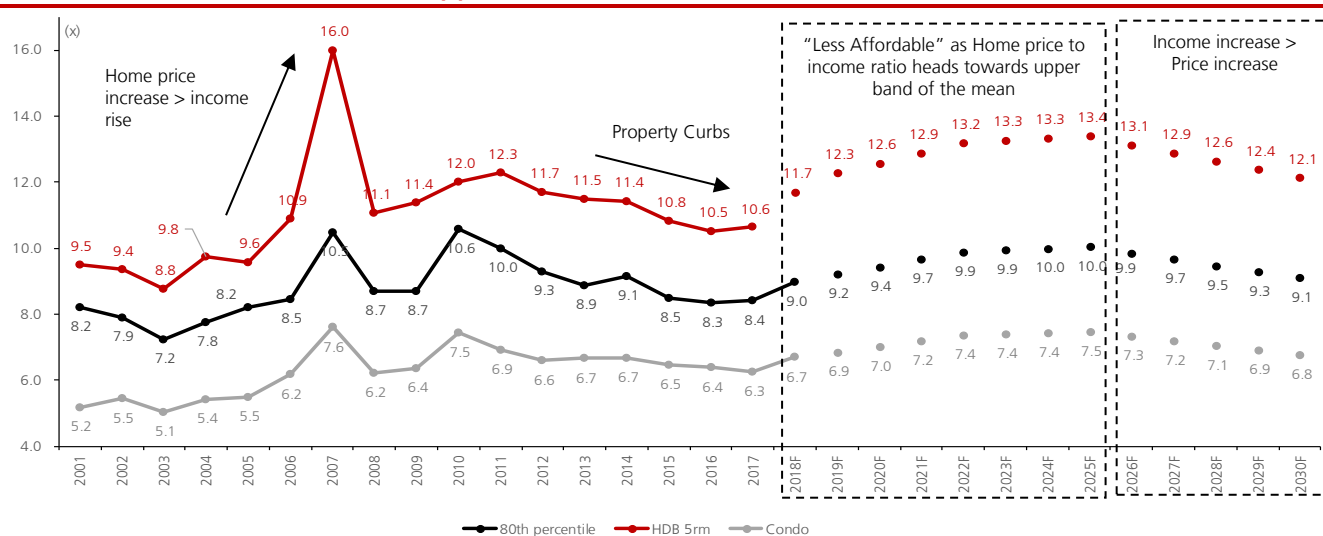 (x)
16.0
14.0
12.0
10.0
8.0
6.0
4.0
Home price
increase > income
rise
Property Curbs
“Less Affordable” as Home price to
income ratio heads towards upper
band of the mean
Income increase >
Price increase
9.5 9.4 8.8 9.8 9.6 10.9 16.0 11.1 11.4 12.0 12.3 11.7 11.5 11.4 10.8 10.5 10.6 11.7 12.3 12.6 12.9 13.2 13.3 13.3 13.4 13.1 12.9 12.6 12.4 12.1
8.2 7.9 7.2 7.8 8.2 8.5 10.5 8.7 8.7 10.6 10.0 9.3 8.9 9.1 8.5 8.3 8.4 9.0 9.2 9.4 9.7 9.9 9.9 10.0 10.0 9.9 9.7 9.5 9.3 9.1
5.2 5.5 5.1 5.4 5.5 6.2 7.6 6.2 6.4 7.5 6.9 6.6 6.7 6.7 6.5 6.4 6.3 6.7 6.9 7.0 7.2 7.4 7.4 7.4 7.5 7.3 7.2 7.1 6.9 6.8
2001 2002 2003 2004 2005 2006 2007 2008 2009 2010 2011 2012 2013 2014 2015 2016 2017 2018F 2019F 2020F 2021F 2022F 2023F 2024F 2025F 2026F 2027F 2028F 2029F 2030F
80th percentile HDB 5rm Condo